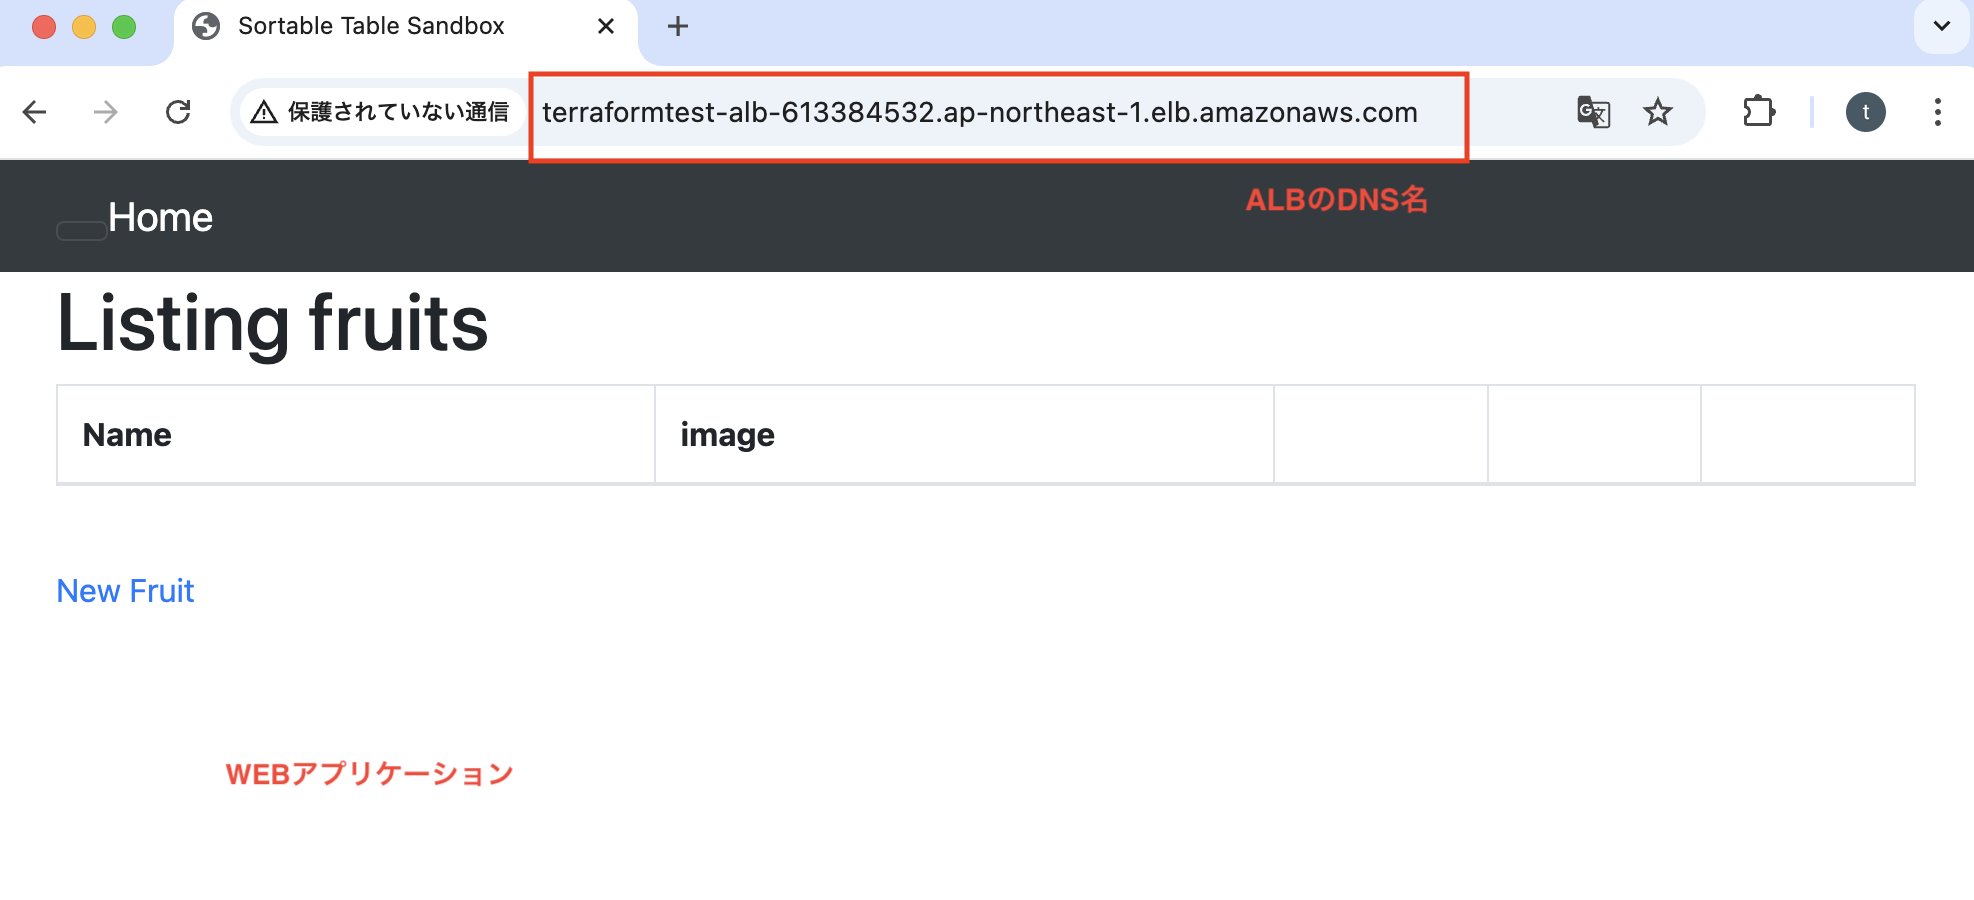 Sortable Table Sandbox
保護されていない通信 terraformtest-alb-613384532.ap-northeast-1.elb.amazonaws.com
t
ALBのDNS名
Home
Listing fruits
Name image
New Fruit
WEBアプリケーション